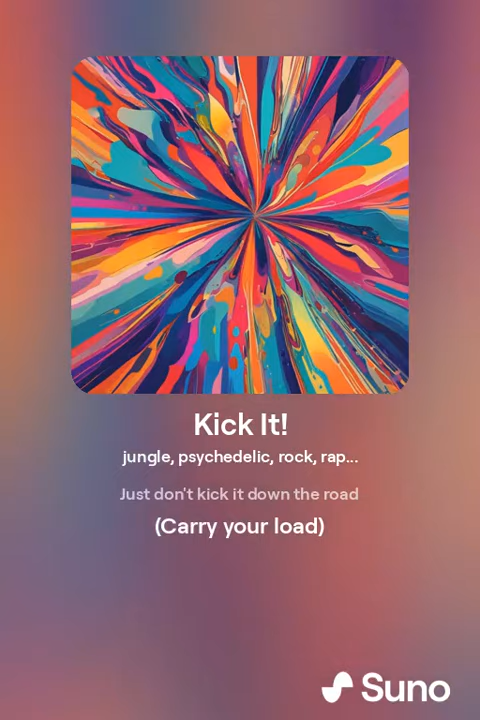 Kick It!
jungle, psychedelic, rock, rap...
Just don't kick it down the road
(Carry your load)
Suno